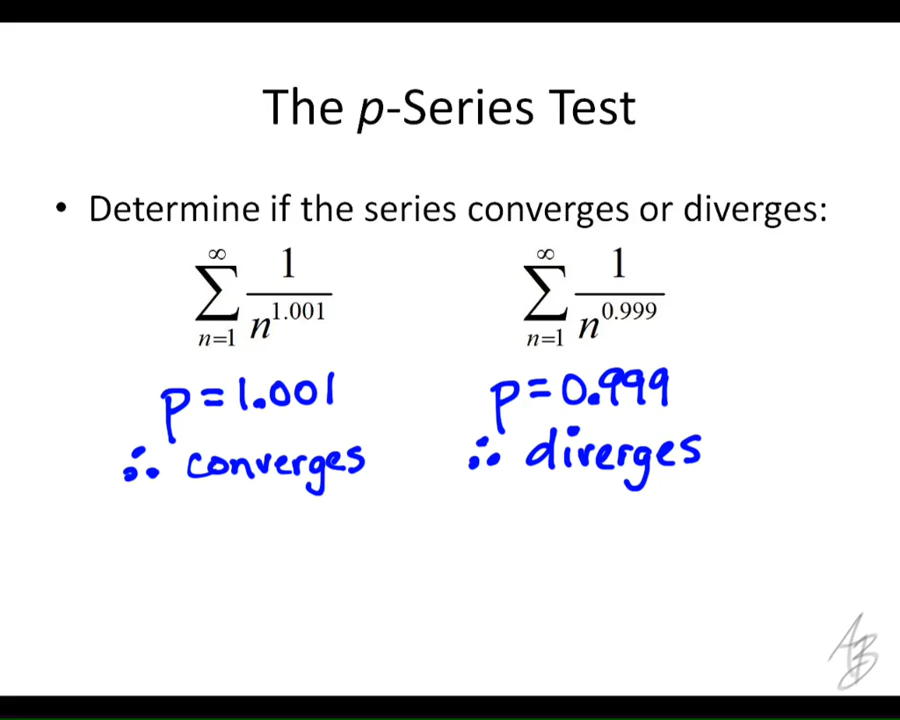 The p-Series Test
• Determine if the series converges or diverges:
∞ ∑ n=1 1/n^1.001 ∞ ∑ n=1 1/n^0.999
p=1.001 p=0.999
∴ converges ∴ diverges
AB